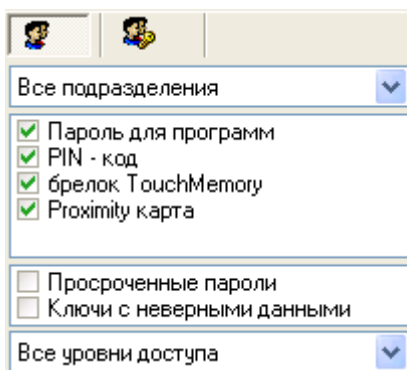 Все подразделения
Пароль для программ
PIN - код
брелок TouchMemory
Proximity карта
Просроченные пароли
Ключи с неверными данными
Все уровни доступа